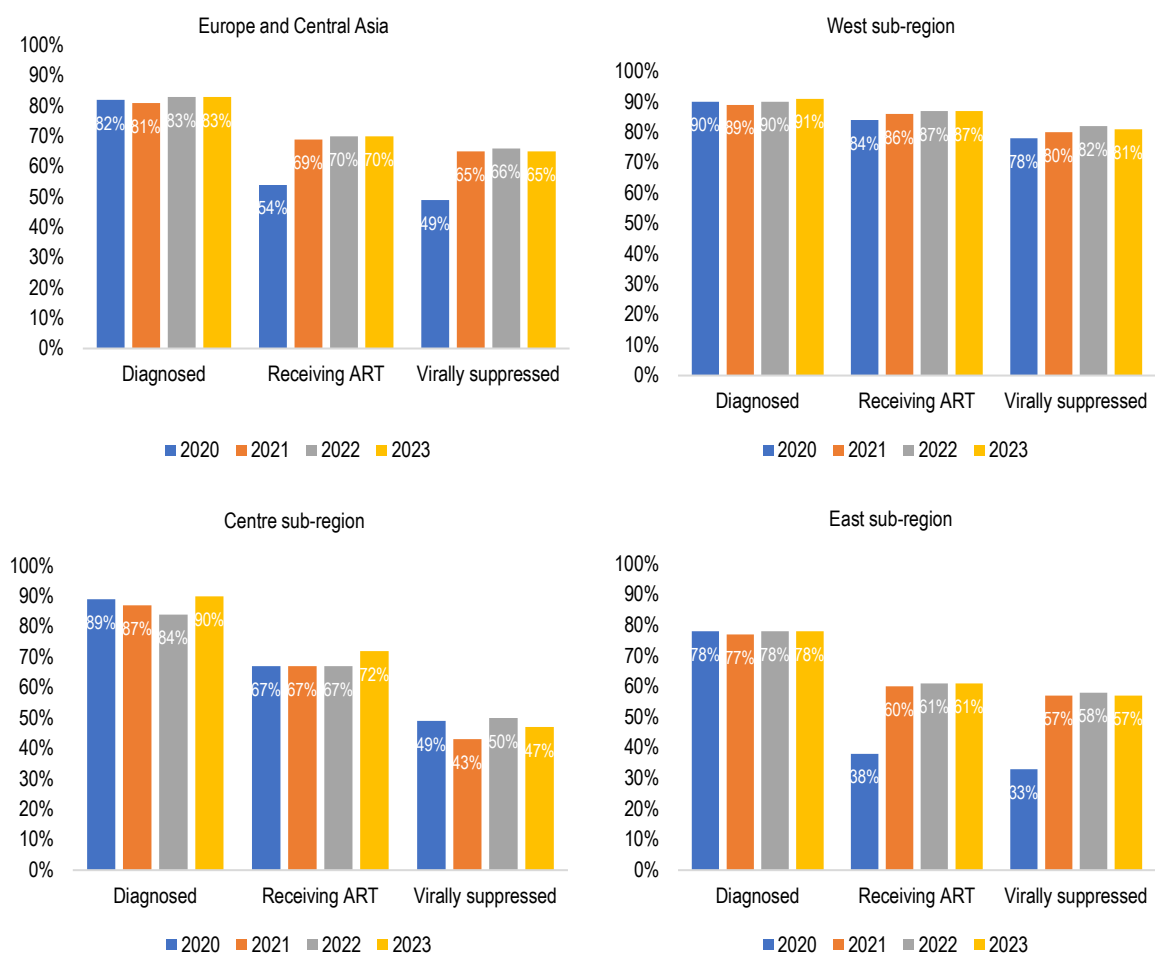 Europe and Central Asia
100%
90%
80%
70%
60%
50%
40%
30%
20%
10%
0%
82% 81% 83% 83%
54% 69% 70% 70%
49% 65% 66% 65%
Diagnosed Receiving ART Virally suppressed
2020 2021 2022 2023
West sub-region
100%
90%
80%
70%
60%
50%
40%
30%
20%
10%
0%
90% 89% 90% 91%
84% 86% 87% 87%
78% 80% 82% 81%
Diagnosed Receiving ART Virally suppressed
2020 2021 2022 2023
Centre sub-region
100%
90%
80%
70%
60%
50%
40%
30%
20%
10%
0%
89% 87% 84% 90%
67% 67% 67% 72%
49% 43% 50% 47%
Diagnosed Receiving ART Virally suppressed
2020 2021 2022 2023
East sub-region
100%
90%
80%
70%
60%
50%
40%
30%
20%
10%
0%
78% 77% 78% 78%
38% 60% 61% 61%
33% 57% 58% 57%
Diagnosed Receiving ART Virally suppressed
2020 2021 2022 2023